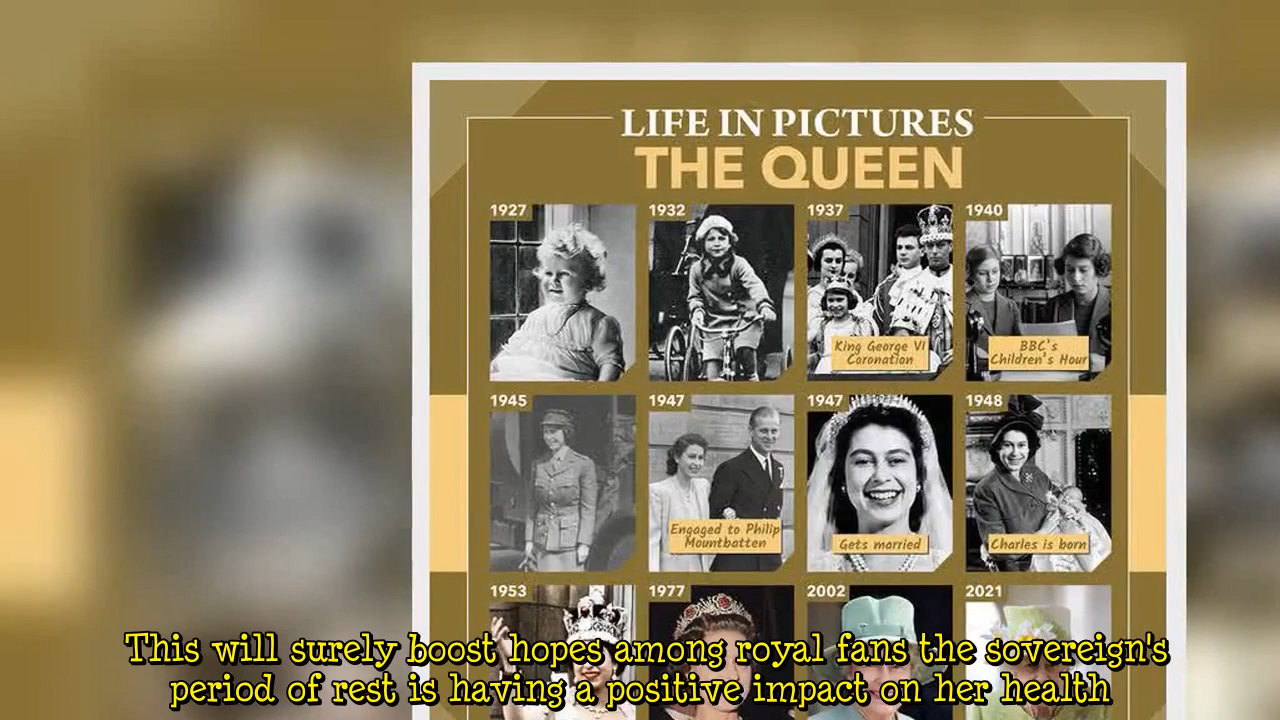 LIFE IN PICTURES
THE QUEEN
1927
1932
1937
1940
King George VI
Coronation
BBC's
Children's Hour
1945
1947
1947
1948
Engaged to Philip
Mountbatten
Gets married
Charles is born
1953
1977
2002
2021
This will surely boost hopes among royal fans the sovereign's
period of rest is having a positive impact on her health